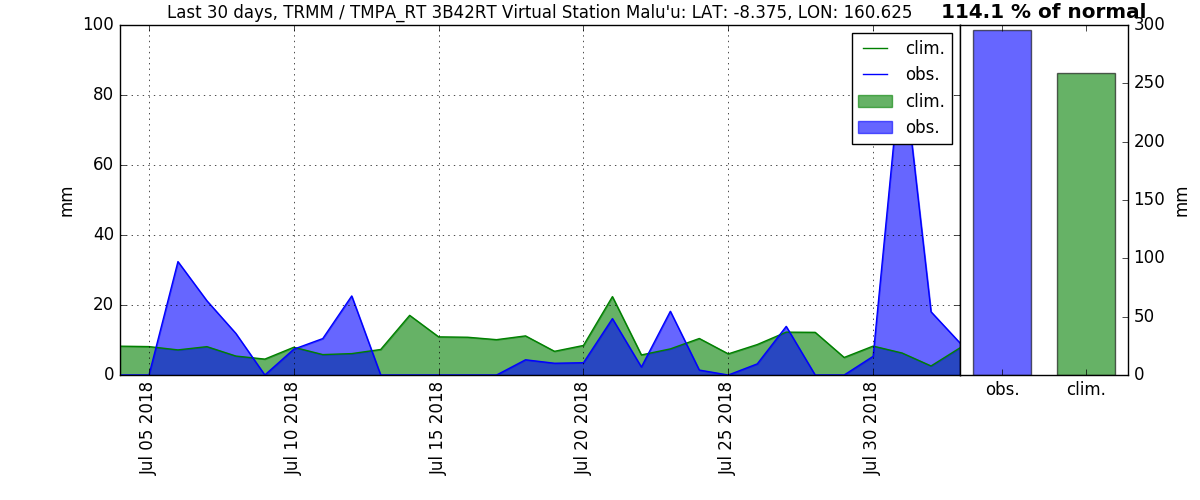 Last 30 days, TRMM / TMPA_RT 3B42RT Virtual Station Malu'u: LAT: -8.375, LON: 160.625
114.1 % of normal
100
80
60
40
20
0
mm
clim.
obs.
clim.
obs.
Jul 05 2018
Jul 10 2018
Jul 15 2018
Jul 20 2018
Jul 25 2018
Jul 30 2018
300
250
200
150
100
50
0
mm
obs.
clim.